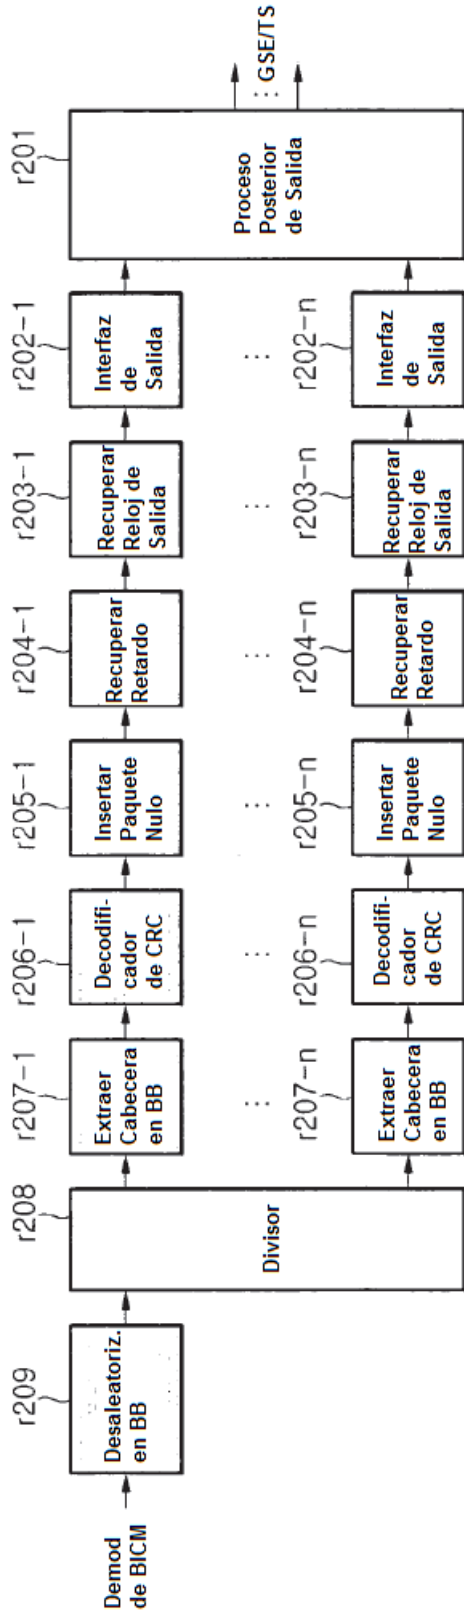 r209
r208
r207-1
r206-1
r205-1
r204-1
r203-1
r202-1
r201
Demod
de BICM
Desaleatoriz.
en BB
Divisor
Extraer
Cabecera
en BB
Decodifi-
cador
de CRC
Insertar
Paquete
Nulo
Recuperar
Retardo
Recuperar
Reloj de
Salida
Interfaz
de
Salida
Proceso
Posterior
de Salida
GSE/TS
r207-n
r206-n
r205-n
r204-n
r203-n
r202-n
Extraer
Cabecera
en BB
Decodifi-
cador
de CRC
Insertar
Paquete
Nulo
Recuperar
Retardo
Recuperar
Reloj de
Salida
Interfaz
de
Salida